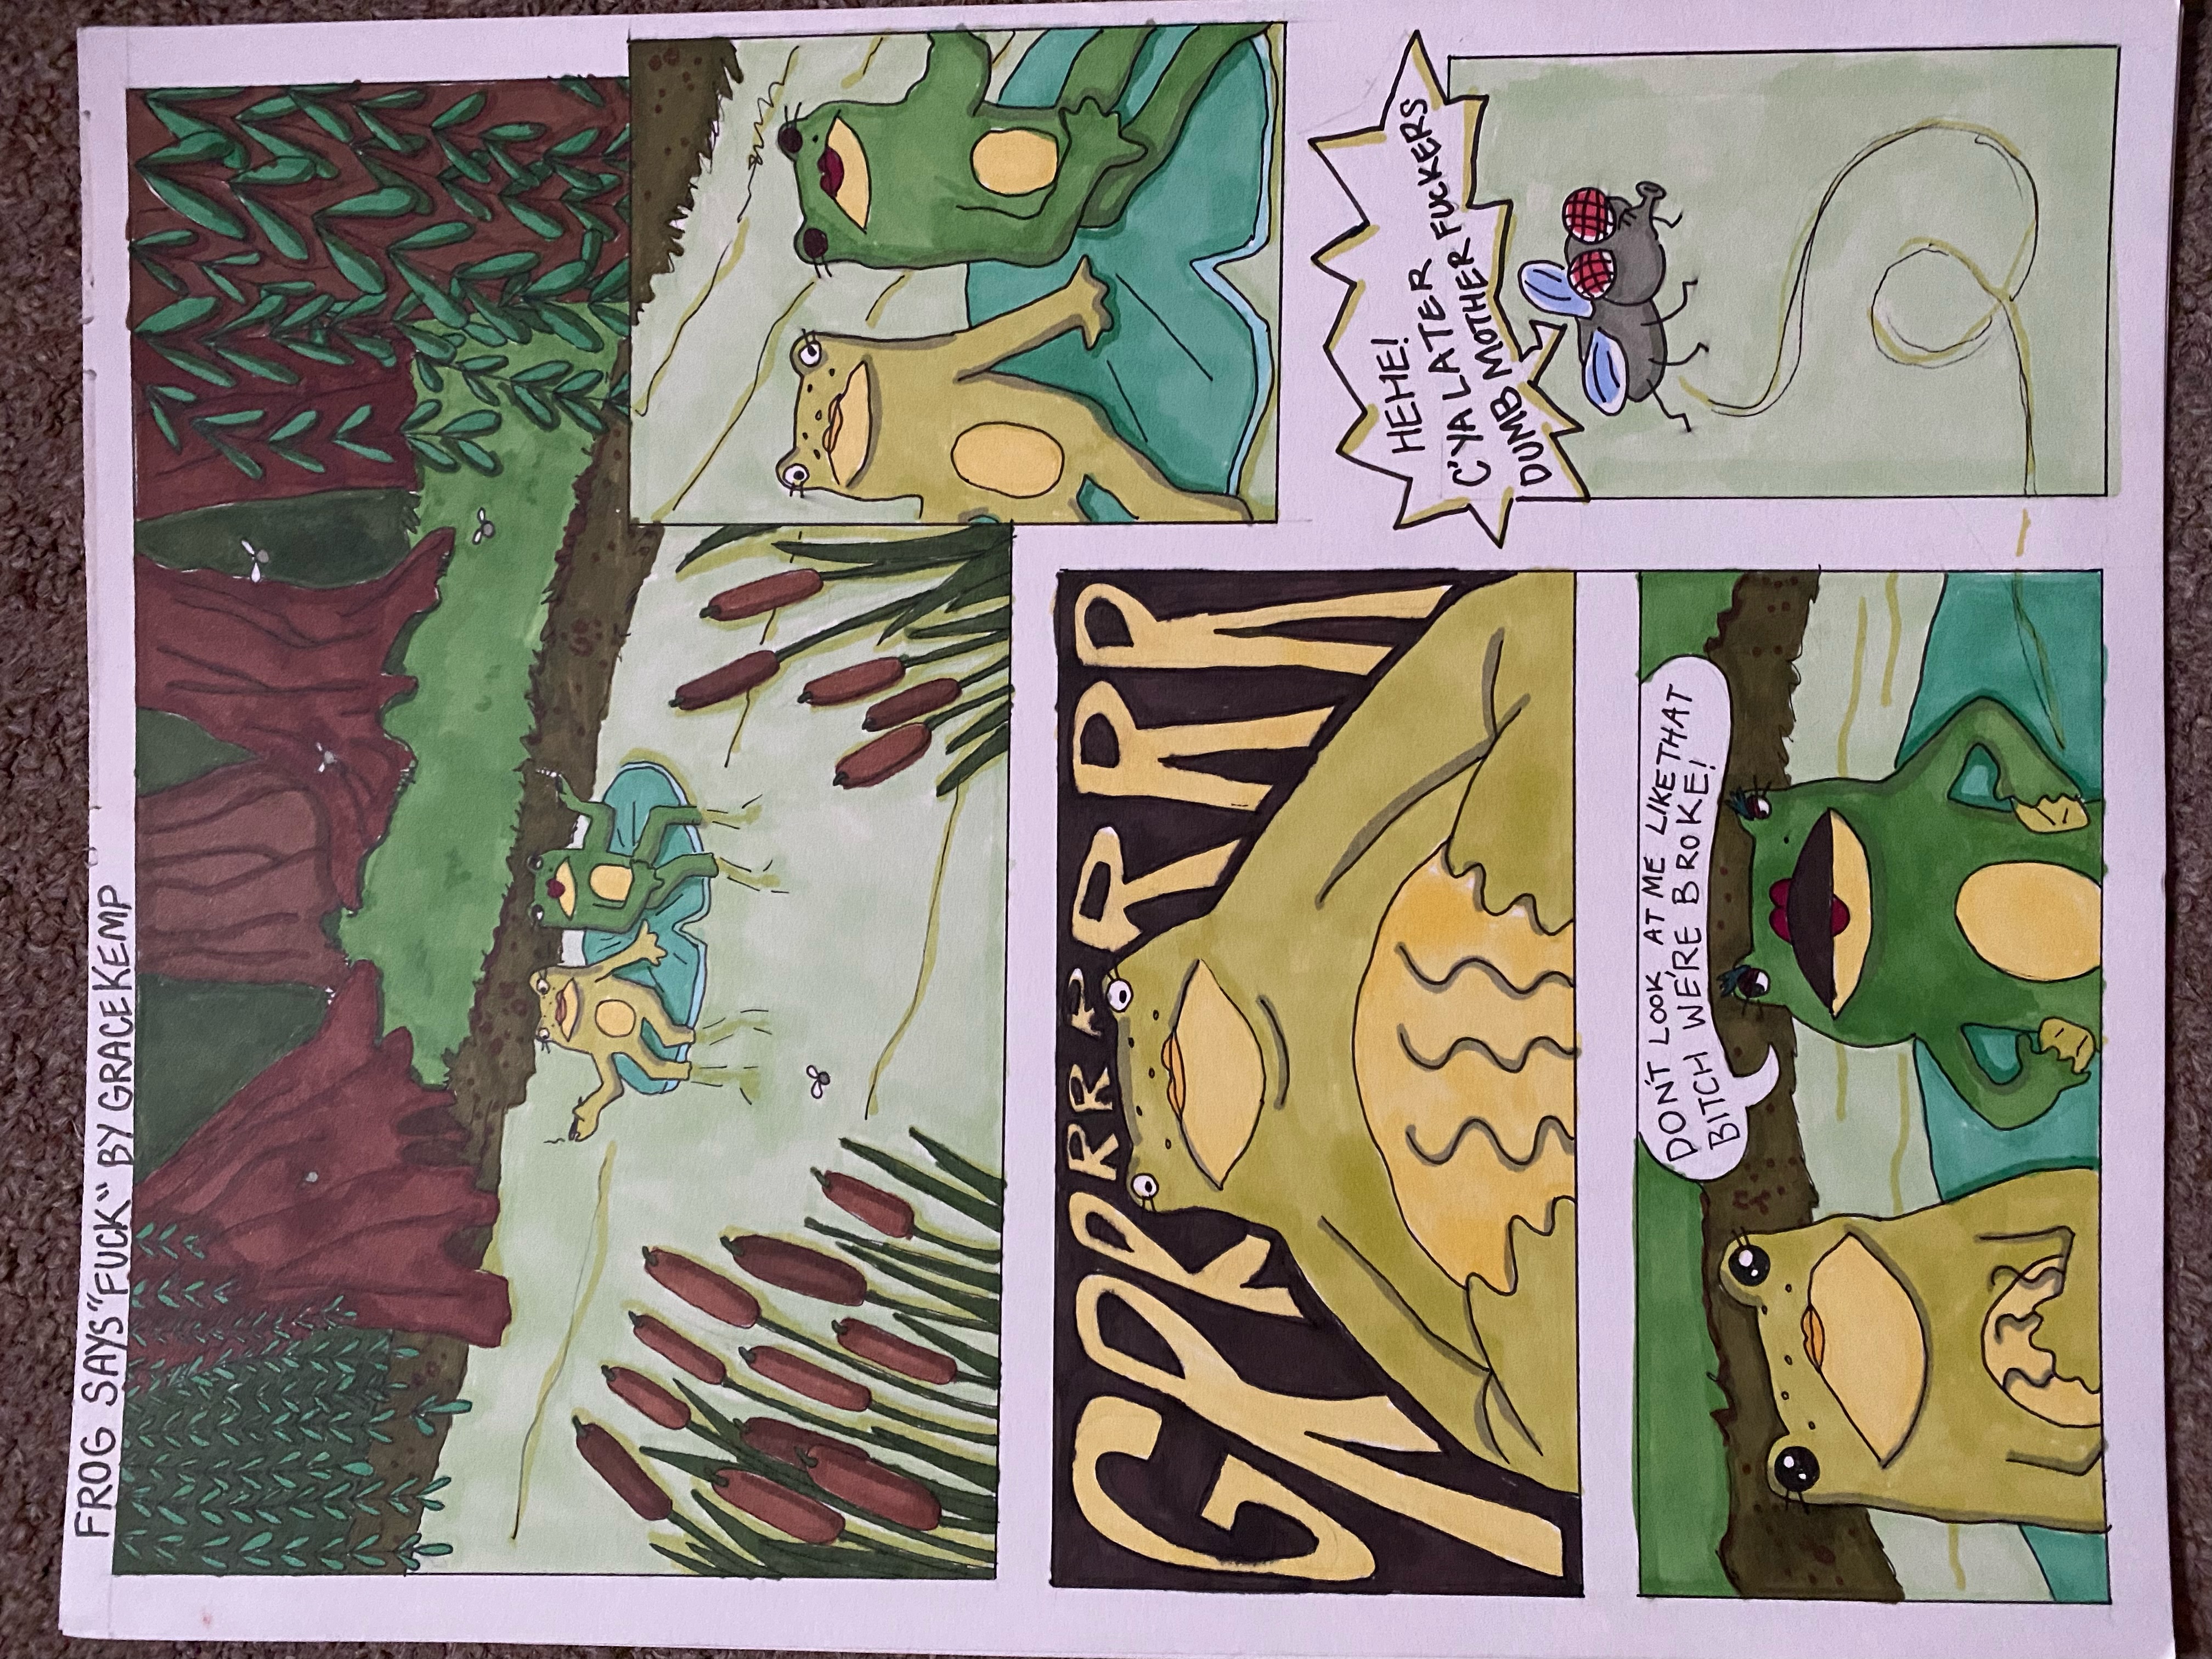 FROG SAYS "FUCK" BY GRACE KEMP
GRRRRRRRRR
DON'T LOOK AT ME LIKE THAT
BITCH WE'RE BROKE!
HEHE!
C'YA LATER
DUMB MOTHER FUCKERS